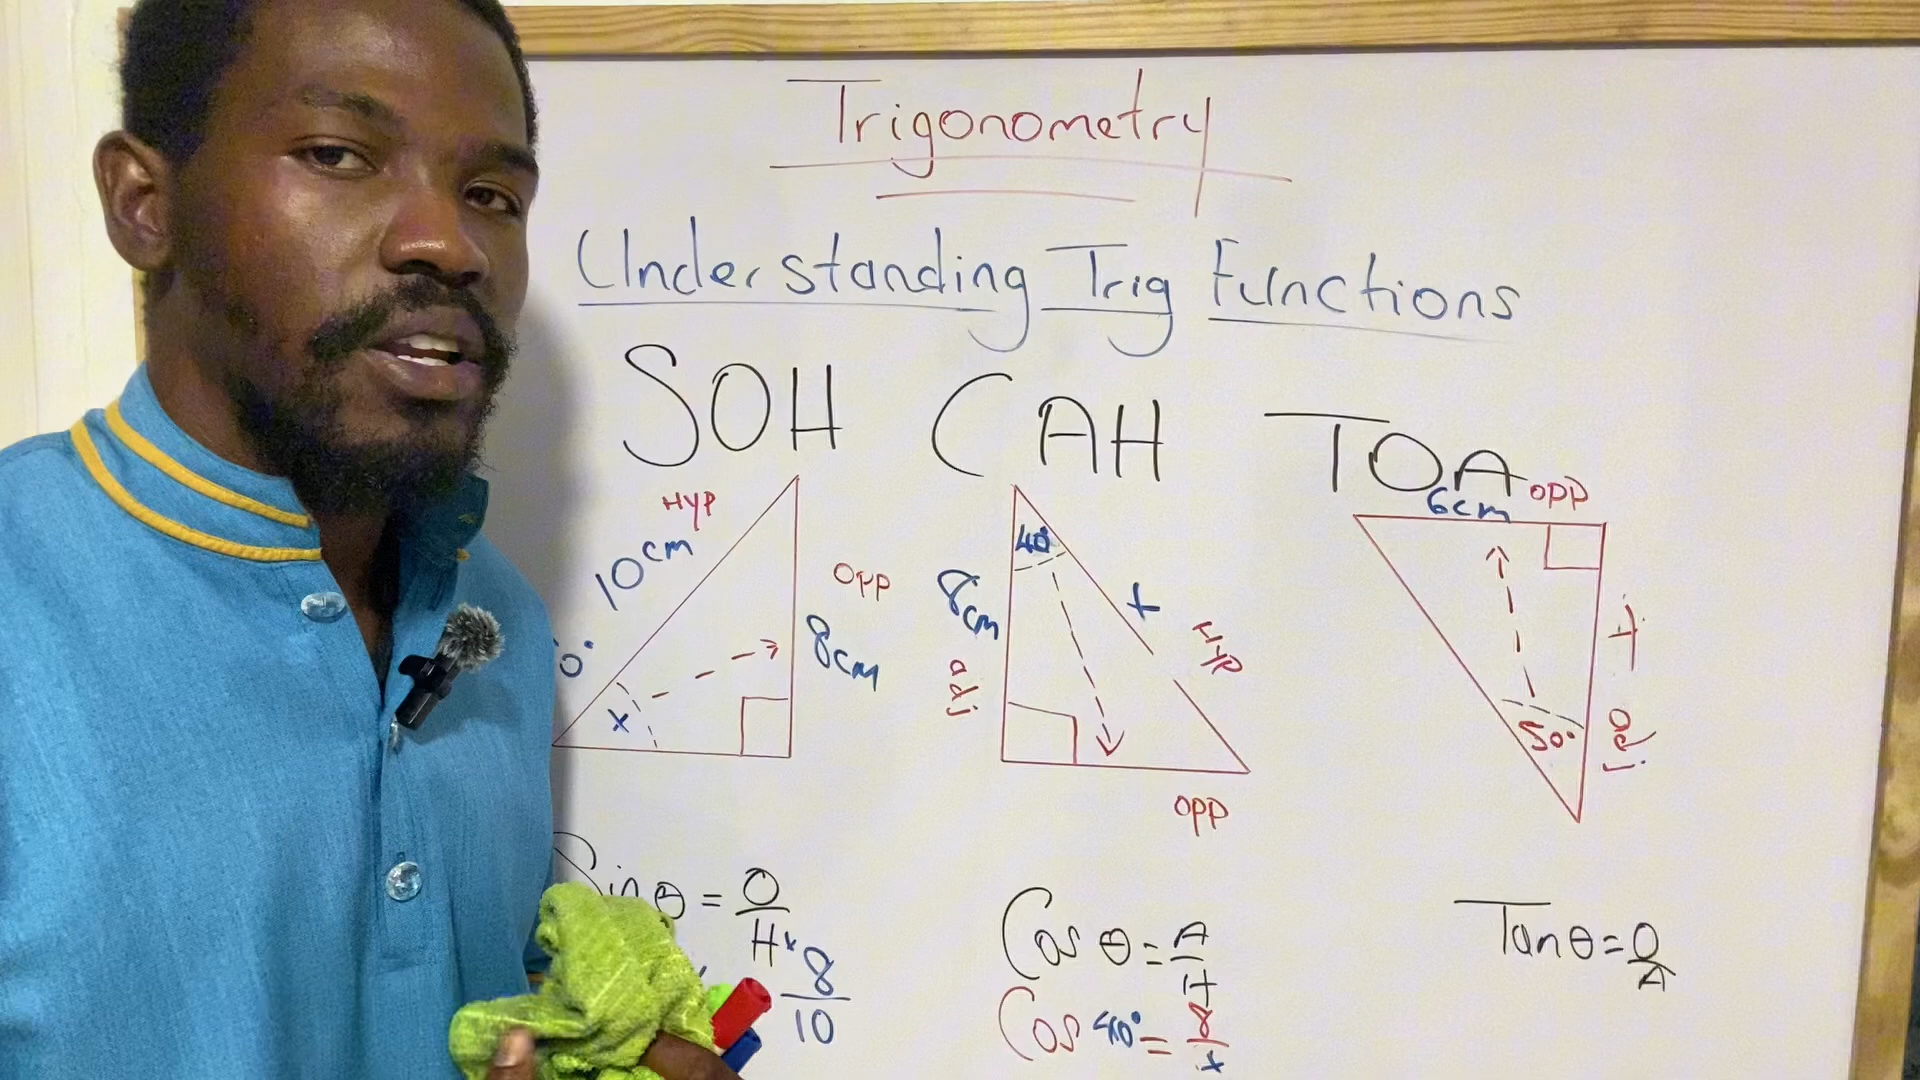 Trigonometry
Understanding Trig Functions
SOH CAH TOA
HYP
10cm
OPP
8cm
x
40°
8cm
adj
x
HYP
OPP
6cm
OPP
x
adj
50°
Sin θ = O/H
8/10
Cos θ = A/H
Cos 40° = 8/x
Tan θ = O/A